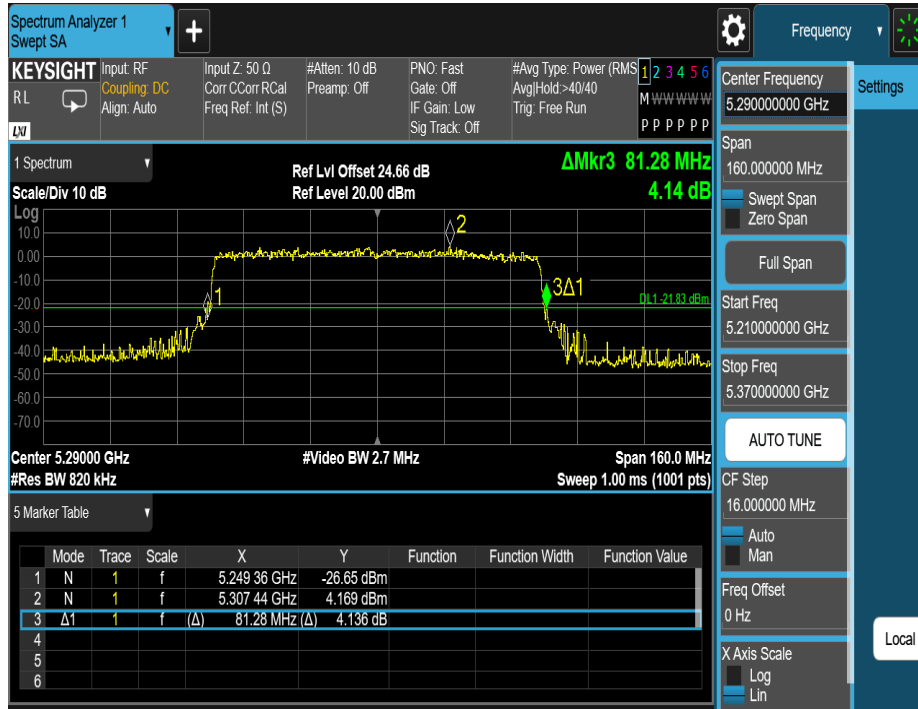 Spectrum Analyzer 1
Swept SA
+
Frequency
KEYSIGHT
R L
LXI
Input: RF
Coupling: DC
Align: Auto
Input Z: 50 Ω
Corr CCorr RCal
Freq Ref: Int (S)
#Atten: 10 dB
Preamp: Off
PNO: Fast
Gate: Off
IF Gain: Low
Sig Track: Off
#Avg Type: Power (RMS
Avg|Hold:>40/40
Trig: Free Run
1 2 3 4 5 6
M W W W W W
P P P P P P
1 Spectrum
Scale/Div 10 dB
Ref Lvl Offset 24.66 dB
Ref Level 20.00 dBm
ΔMkr3 81.28 MHz
4.14 dB
Log
10.0
0.00
-10.0
-20.0
-30.0
-40.0
-50.0
-60.0
-70.0
2
1
3Δ1
DL1 -21.83 dBm
Center 5.29000 GHz
#Res BW 820 kHz
#Video BW 2.7 MHz
Span 160.0 MHz
Sweep 1.00 ms (1001 pts)
5 Marker Table
Mode Trace Scale X Y Function Function Width Function Value
1 N 1 f 5.249 36 GHz -26.65 dBm
2 N 1 f 5.307 44 GHz 4.169 dBm
3 Δ1 1 f (Δ) 81.28 MHz (Δ) 4.136 dB
4
5
6
Center Frequency
5.290000000 GHz
Span
160.000000 MHz
Swept Span
Zero Span
Full Span
Start Freq
5.210000000 GHz
Stop Freq
5.370000000 GHz
AUTO TUNE
CF Step
16.000000 MHz
Auto
Man
Freq Offset
0 Hz
X Axis Scale
Log
Lin
Settings
Local